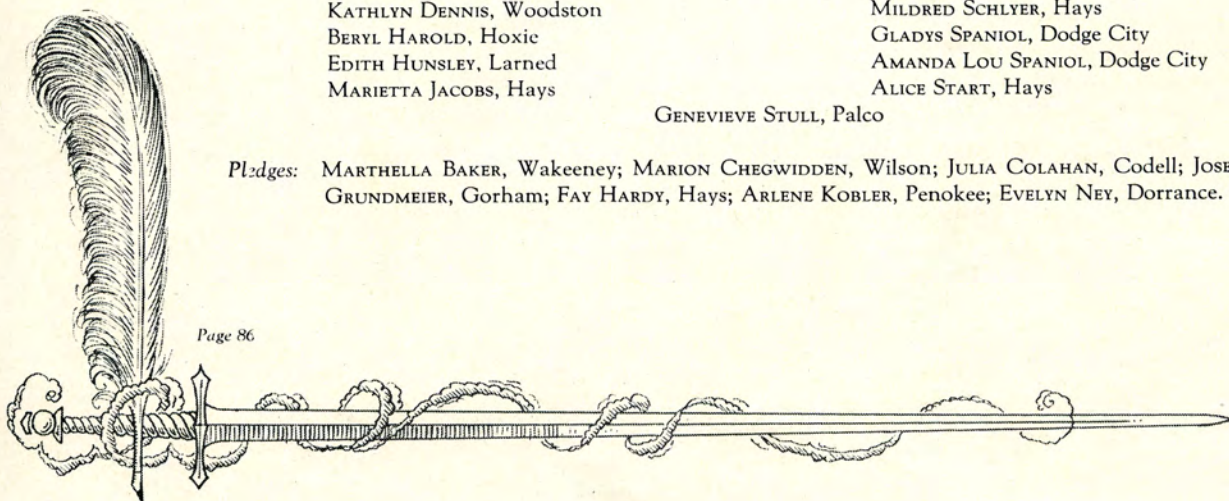 KATHLYN DENNIS, Woodston
BERYL HAROLD, Hoxie
EDITH HUNSLEY, Larned
MARIETTA JACOBS, Hays
MILDRED SCHLYER, Hays
GLADYS SPANIOL, Dodge City
AMANDA LOU SPANIOL, Dodge City
ALICE START, Hays
GENEVIEVE STULL, Palco
Pledges: MARTHELLA BAKER, Wakeeney; MARION CHEGWIDDEN, Wilson; JULIA COLAHAN, Codell;
GRUNDMEIER, Gorham; FAY HARDY, Hays; ARLENE KOBLER, Penokee; EVELYN NEY, Dorrance.
Page 86